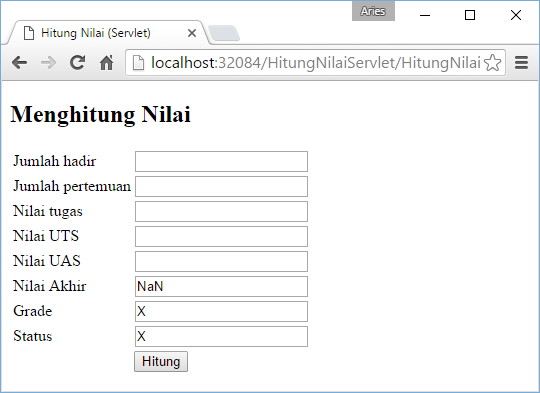 Aries
Hitung Nilai (Servlet)
localhost:32084/HitungNilaiServlet/HitungNilai
Menghitung Nilai
Jumlah hadir
Jumlah pertemuan
Nilai tugas
Nilai UTS
Nilai UAS
Nilai Akhir NaN
Grade X
Status X
Hitung